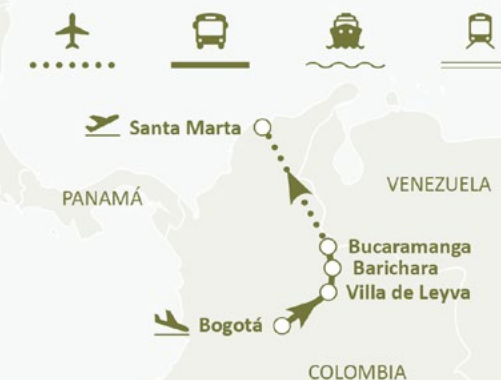 Santa Marta
PANAMÁ
VENEZUELA
Bucaramanga
Barichara
Villa de Leyva
Bogotá
COLOMBIA